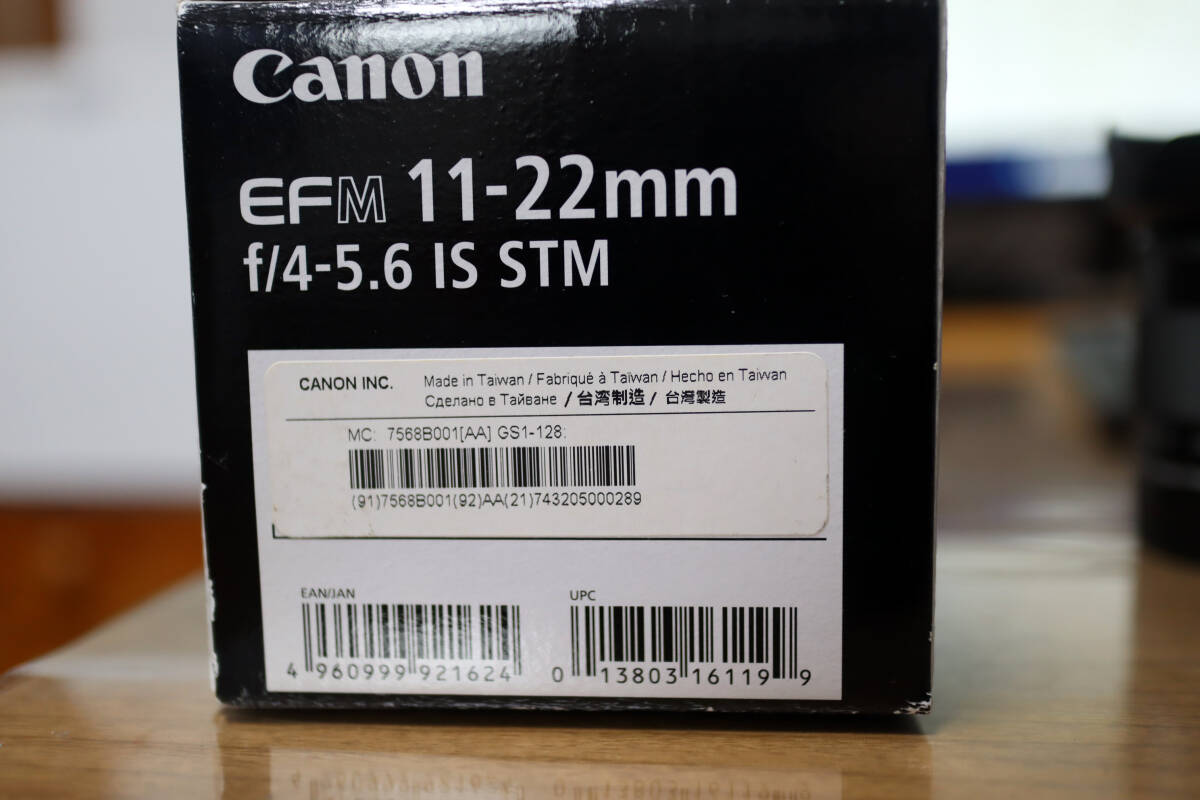 Canon
EFM 11-22mm
f/4-5.6 IS STM
CANON INC. Made in Taiwan / Fabriqué à Taïwan / Hecho en Taiwan
Сделано в Тайване / 台湾制造 / 台灣製造
MC: 7568B001[AA] GS1-128:
(91)7568B001(92)AA(21)743205000289
EAN/JAN UPC
4 960999 921624 0 13803 16119 9